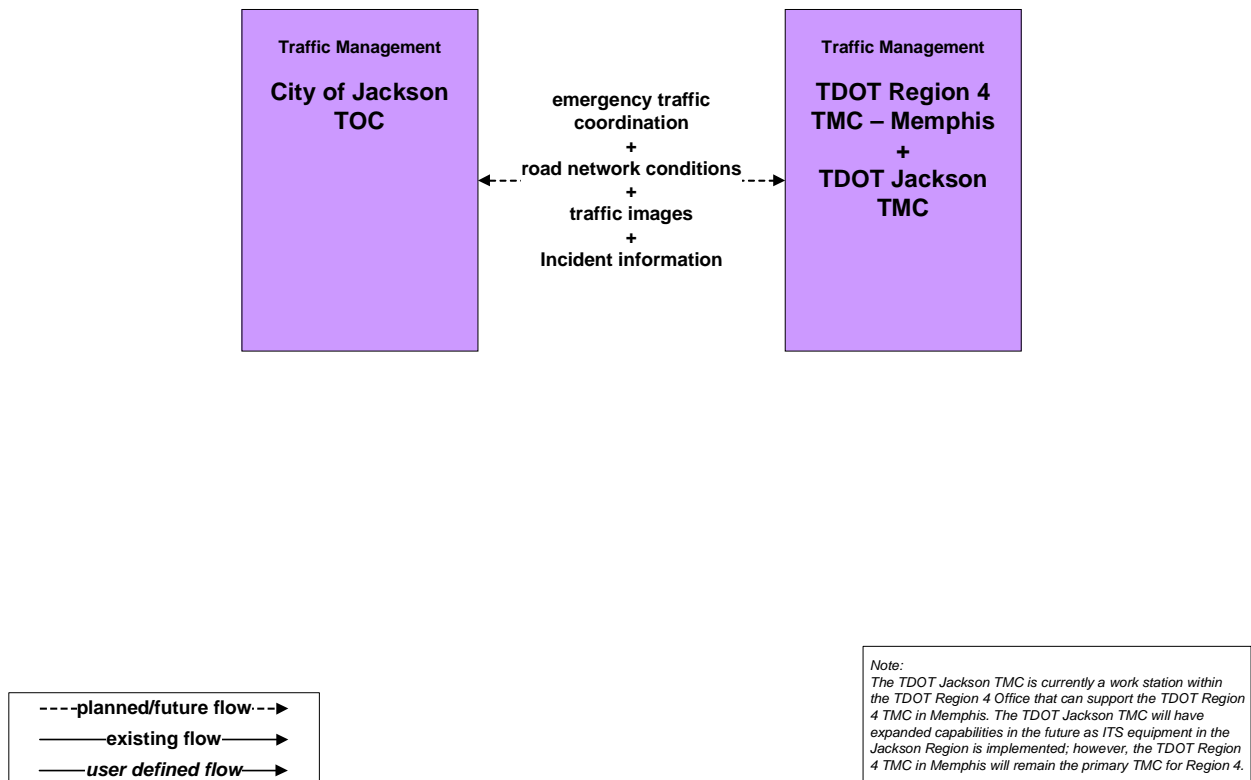 Traffic Management
City of Jackson
TOC
emergency traffic
coordination
+
road network conditions
+
traffic images
+
Incident information
Traffic Management
TDOT Region 4
TMC – Memphis
+
TDOT Jackson
TMC
planned/future flow
existing flow
user defined flow
Note:
The TDOT Jackson TMC is currently a work station within
the TDOT Region 4 Office that can support the TDOT Region
4 TMC in Memphis. The TDOT Jackson TMC will have
expanded capabilities in the future as ITS equipment in the
Jackson Region is implemented; however, the TDOT Region
4 TMC in Memphis will remain the primary TMC for Region 4.